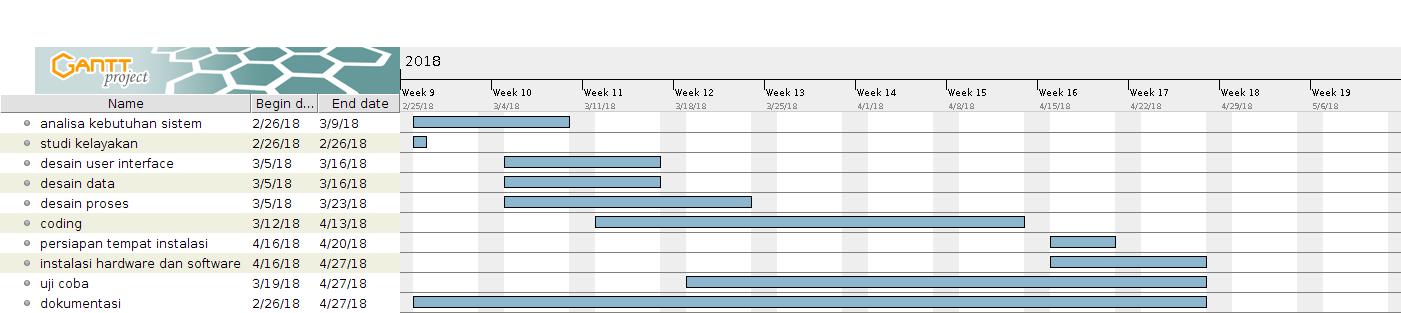 GANTT
project
2018
Week 9 Week 10 Week 11 Week 12 Week 13 Week 14 Week 15 Week 16 Week 17 Week 18 Week 19
2/25/18 3/4/18 3/11/18 3/18/18 3/25/18 4/1/18 4/8/18 4/15/18 4/22/18 4/29/18 5/6/18
Name Begin d... End date
analisa kebutuhan sistem 2/26/18 3/9/18
studi kelayakan 2/26/18 2/26/18
desain user interface 3/5/18 3/16/18
desain data 3/5/18 3/16/18
desain proses 3/5/18 3/23/18
coding 3/12/18 4/13/18
persiapan tempat instalasi 4/16/18 4/20/18
instalasi hardware dan software 4/16/18 4/27/18
uji coba 3/19/18 4/27/18
dokumentasi 2/26/18 4/27/18